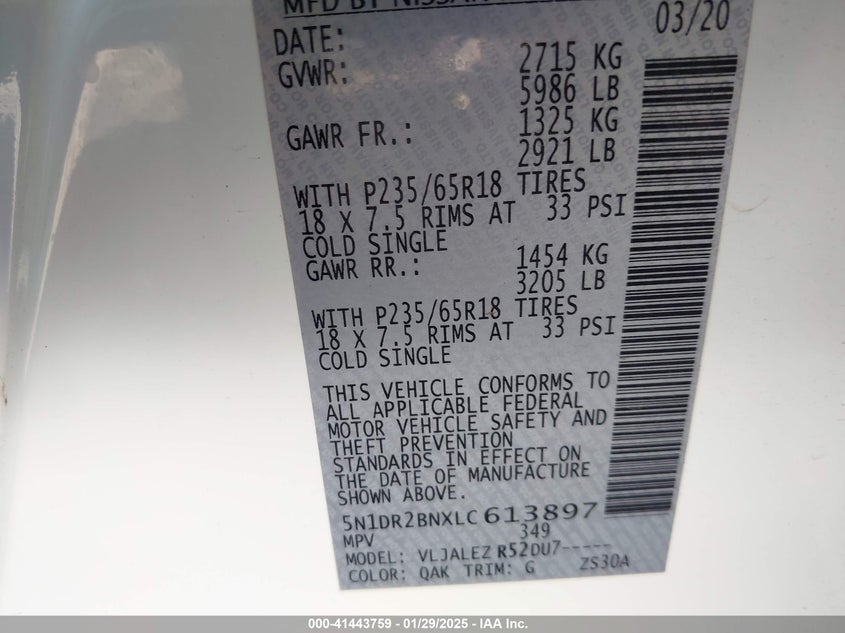 MFD BY NISSAN
03/20
DATE:
GVWR: 2715 KG
5986 LB
GAWR FR.: 1325 KG
2921 LB
WITH P235/65R18 TIRES
18 X 7.5 RIMS AT 33 PSI
COLD SINGLE
GAWR RR.: 1454 KG
3205 LB
WITH P235/65R18 TIRES
18 X 7.5 RIMS AT 33 PSI
COLD SINGLE
THIS VEHICLE CONFORMS TO
ALL APPLICABLE FEDERAL
MOTOR VEHICLE SAFETY AND
THEFT PREVENTION
STANDARDS IN EFFECT ON
THE DATE OF MANUFACTURE
SHOWN ABOVE.
5N1DR2BNXLC613897
MPV 349
MODEL: VLJALEZ R52DU7-----
COLOR: QAK TRIM: G ZS30A
000-41443759 - 01/29/2025 - IAA Inc.